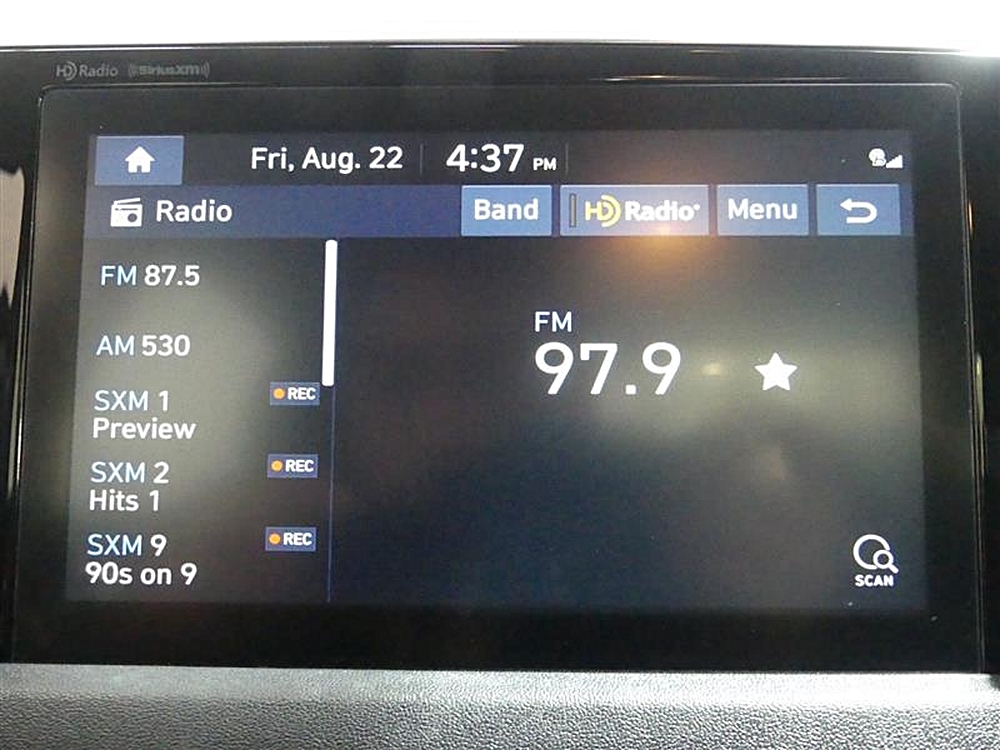 HD Radio ((SiriusXM))
Fri, Aug. 22 4:37 PM
Radio Band HD Radio Menu
FM 87.5
AM 530
SXM 1 REC
Preview
SXM 2 REC
Hits 1
SXM 9 REC
90s on 9
FM
97.9
SCAN